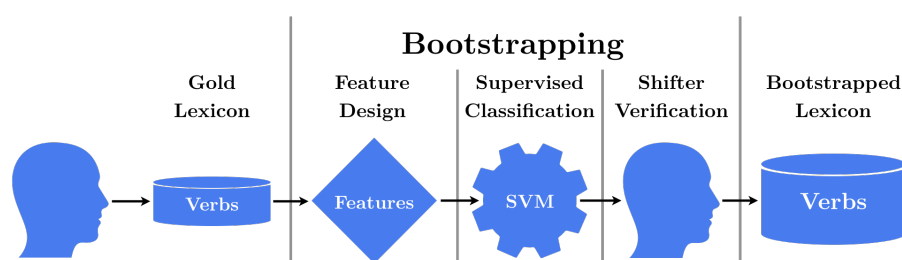 Bootstrapping
Gold
Lexicon
Feature
Design
Supervised
Classification
Shifter
Verification
Bootstrapped
Lexicon
Verbs
Features
SVM
Verbs